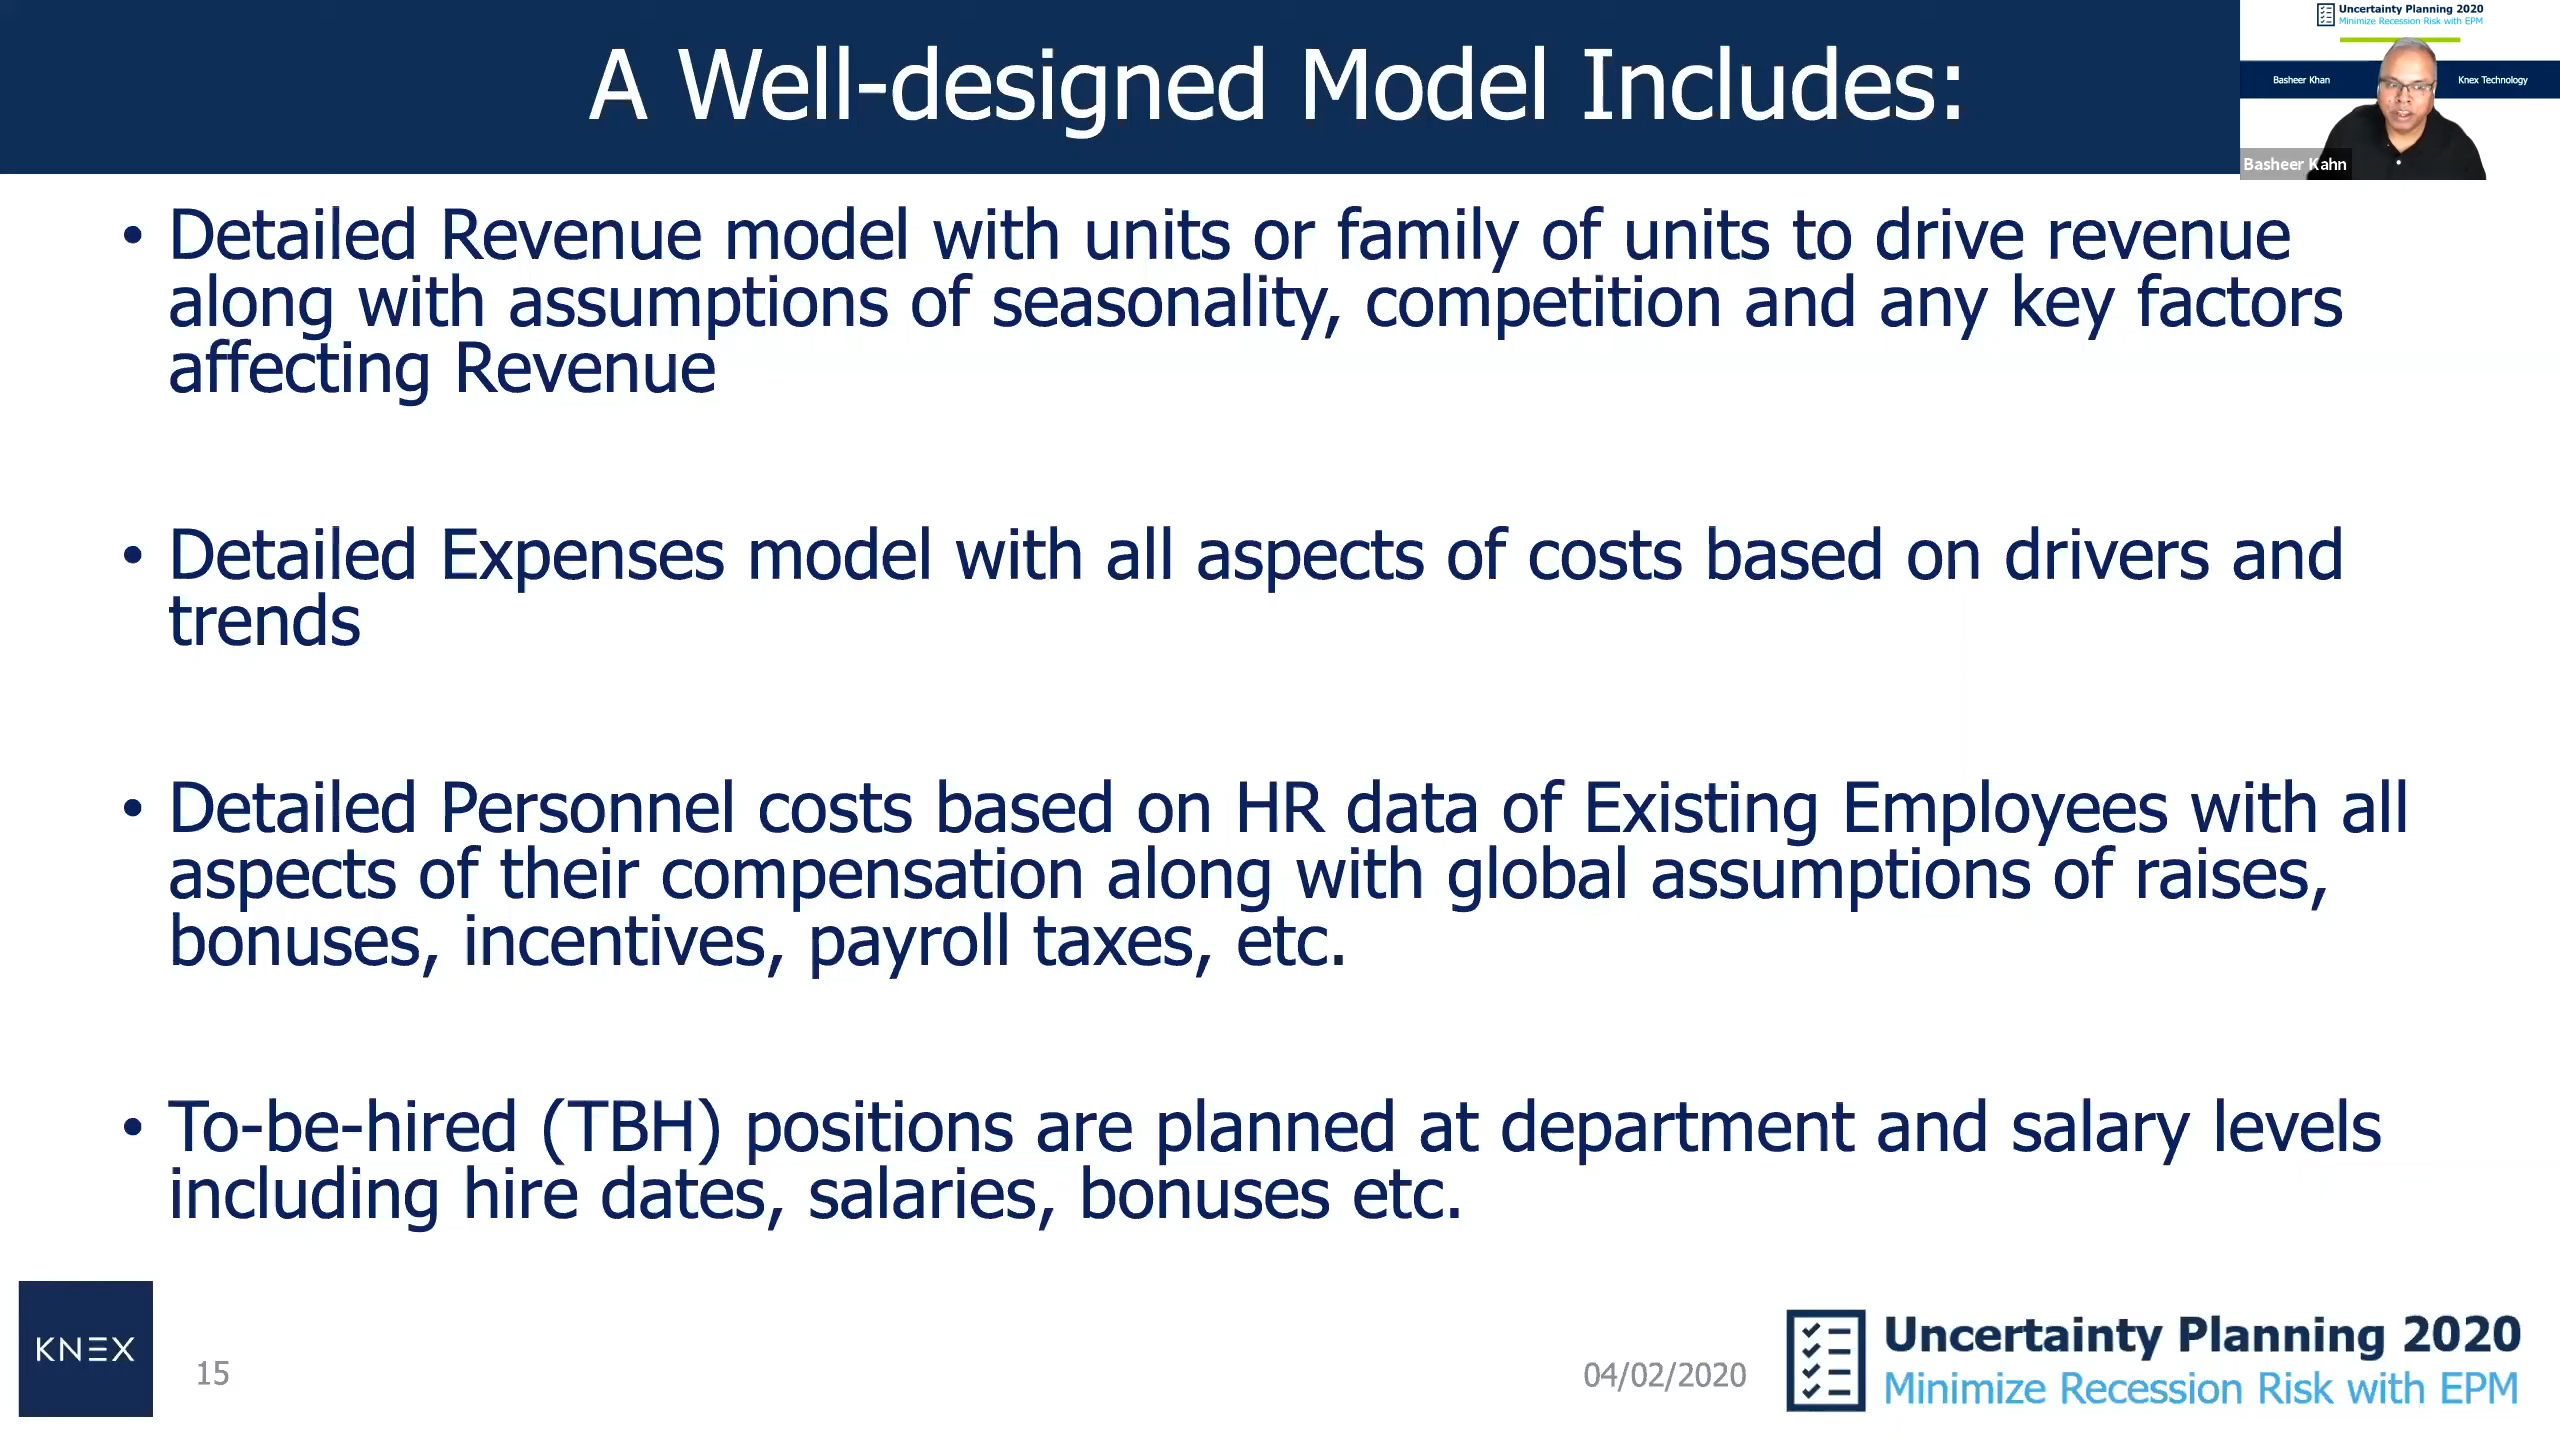 A Well-designed Model Includes:
Uncertainty Planning 2020
Minimize Recession Risk with EPM
Basheer Khan
Knex Technology
Basheer Kahn
• Detailed Revenue model with units or family of units to drive revenue
along with assumptions of seasonality, competition and any key factors
affecting Revenue
• Detailed Expenses model with all aspects of costs based on drivers and
trends
• Detailed Personnel costs based on HR data of Existing Employees with all
aspects of their compensation along with global assumptions of raises,
bonuses, incentives, payroll taxes, etc.
• To-be-hired (TBH) positions are planned at department and salary levels
including hire dates, salaries, bonuses etc.
KNEX
15
04/02/2020
Uncertainty Planning 2020
Minimize Recession Risk with EPM